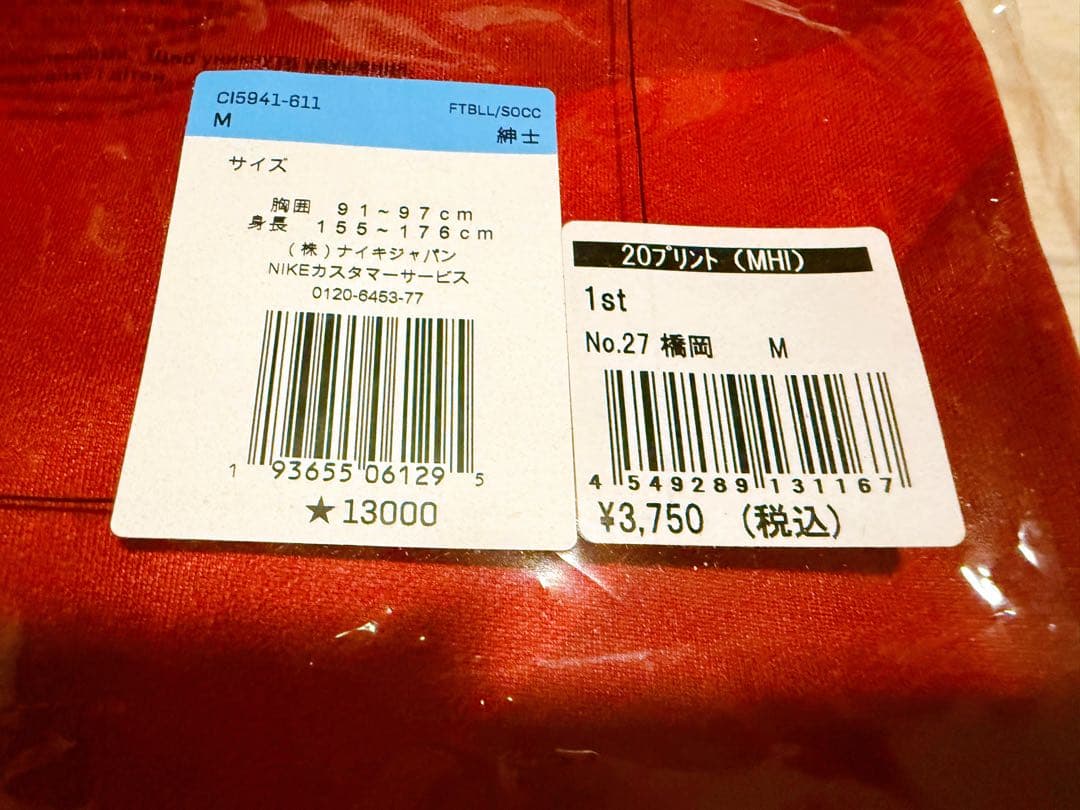 CI5941-611
M
FTBLL/SOCC
紳士
サイズ
胸囲 91~97cm
身長 155~176cm
(株)ナイキジャパン
NIKEカスタマーサービス
0120-6453-77
1 93655 06129 5
★13000
20プリント(MHI)
1st
No.27 橋岡 M
4 549289 131167
¥3,750 (税込)